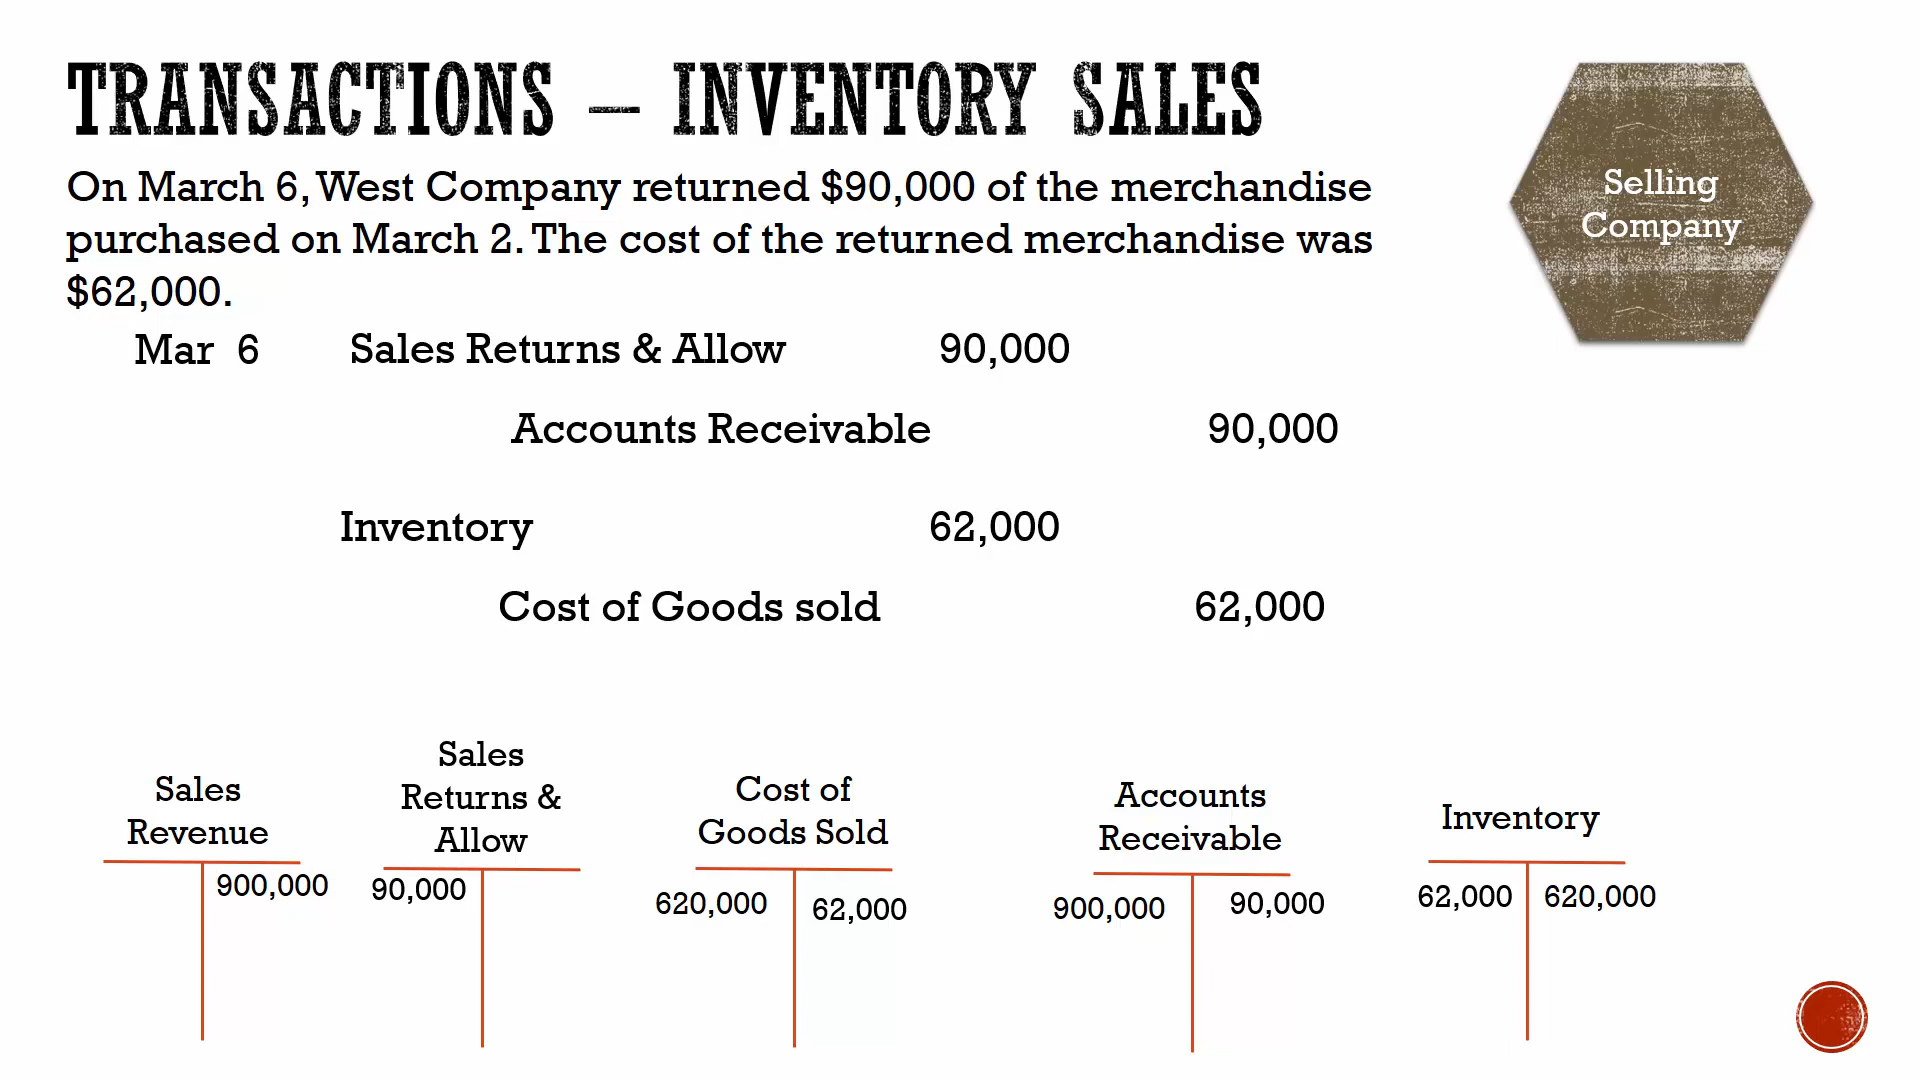 TRANSACTIONS – INVENTORY SALES
Selling
Company
On March 6, West Company returned $90,000 of the merchandise
purchased on March 2. The cost of the returned merchandise was
$62,000.
Mar 6 Sales Returns & Allow 90,000
Accounts Receivable 90,000
Inventory 62,000
Cost of Goods sold 62,000
Sales
Revenue
900,000
Sales
Returns &
Allow
90,000
Cost of
Goods Sold
620,000 62,000
Accounts
Receivable
900,000 90,000
Inventory
62,000 620,000